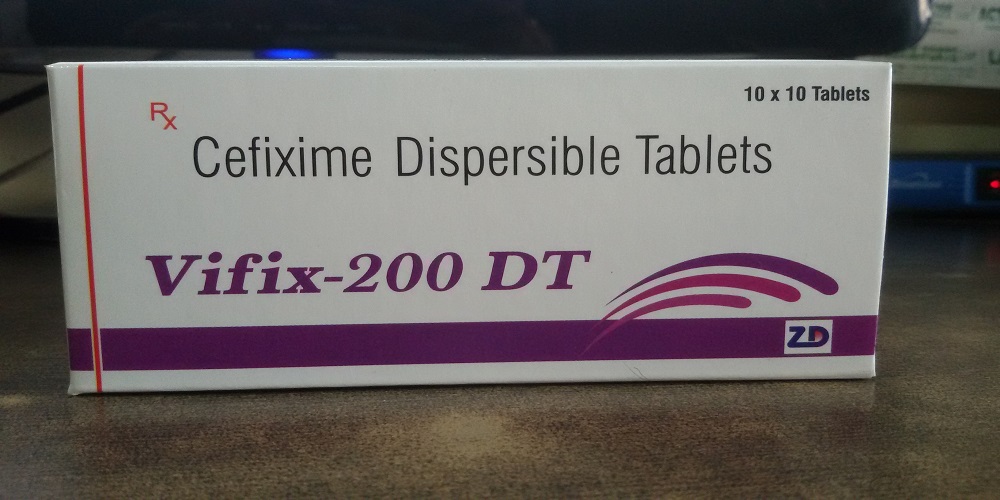 10 x 10 Tablets
Rx
Cefixime Dispersible Tablets
Vifix-200 DT
ZD